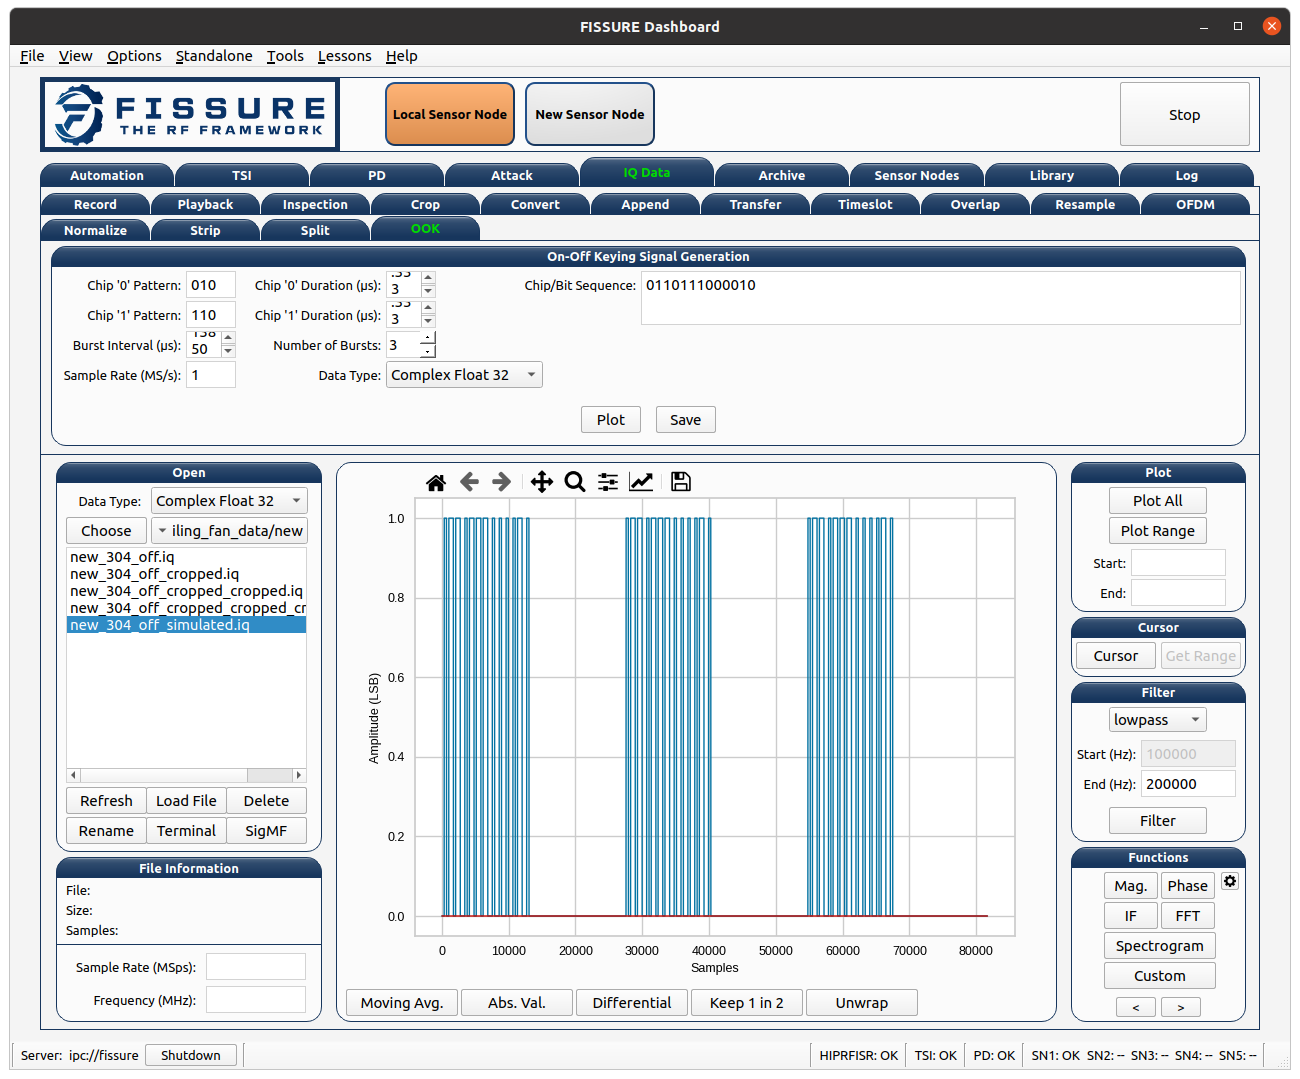 FISSURE Dashboard
File View Options Standalone Tools Lessons Help
FISSURE
THE RF FRAMEWORK
Local Sensor Node
New Sensor Node
Stop
Automation TSI PD Attack IQ Data Archive Sensor Nodes Library Log
Record Playback Inspection Crop Convert Append Transfer Timeslot Overlap Resample OFDM
Normalize Strip Split OOK
On-Off Keying Signal Generation
Chip '0' Pattern: 010 Chip '0' Duration (µs): .33 3 Chip/Bit Sequence: 0110111000010
Chip '1' Pattern: 110 Chip '1' Duration (µs): .33 3
Burst Interval (µs): 138 50 Number of Bursts: 3
Sample Rate (MS/s): 1 Data Type: Complex Float 32
Plot Save
Open
Data Type: Complex Float 32
Choose iling_fan_data/new
new_304_off.iq
new_304_off_cropped.iq
new_304_off_cropped_cropped.iq
new_304_off_cropped_cropped_cr
new_304_off_simulated.iq
Refresh Load File Delete
Rename Terminal SigMF
File Information
File:
Size:
Samples:
Sample Rate (MSps):
Frequency (MHz):
1.0
0.8
0.6
0.4
0.2
0.0
Amplitude (LSB)
0 10000 20000 30000 40000 50000 60000 70000 80000
Samples
Moving Avg. Abs. Val. Differential Keep 1 in 2 Unwrap
Plot
Plot All
Plot Range
Start:
End:
Cursor
Cursor Get Range
Filter
lowpass
Start (Hz): 100000
End (Hz): 200000
Filter
Functions
Mag. Phase
IF FFT
Spectrogram
Custom
< >
Server: ipc://fissure Shutdown
HIPRFISR: OK TSI: OK PD: OK SN1: OK SN2: -- SN3: -- SN4: -- SN5: --